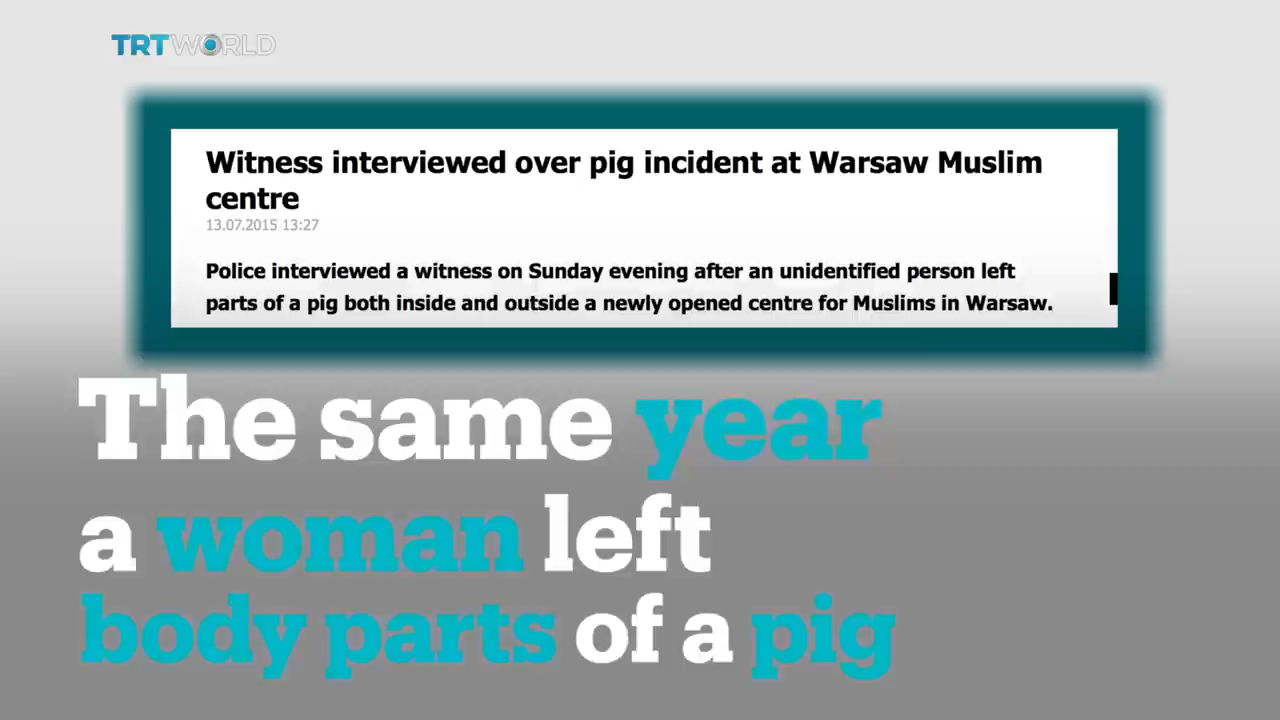 TRT WORLD
Witness interviewed over pig incident at Warsaw Muslim
centre
13.07.2015 13:27
Police interviewed a witness on Sunday evening after an unidentified person left
parts of a pig both inside and outside a newly opened centre for Muslims in Warsaw.
The same year
a woman left
body parts of a pig